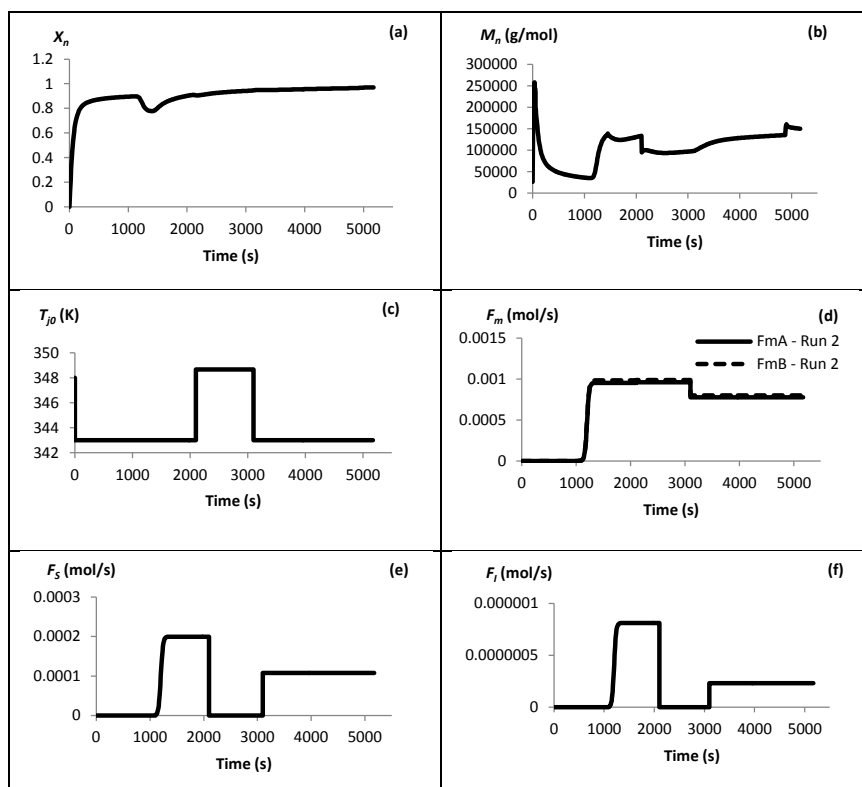 (a)
Xn
1.2
1
0.8
0.6
0.4
0.2
0
0 1000 2000 3000 4000 5000
Time (s)
(b)
Mn (g/mol)
300000
250000
200000
150000
100000
50000
0
0 1000 2000 3000 4000 5000
Time (s)
(c)
Tj0 (K)
350
348
346
344
342
0 1000 2000 3000 4000 5000
Time (s)
(d)
Fm (mol/s)
0.0015
0.001
0.0005
0
FmA - Run 2
FmB - Run 2
0 1000 2000 3000 4000 5000
Time (s)
(e)
FS (mol/s)
0.0003
0.0002
0.0001
0
0 1000 2000 3000 4000 5000
Time (s)
(f)
FI (mol/s)
0.000001
0.0000005
0
0 1000 2000 3000 4000 5000
Time (s)